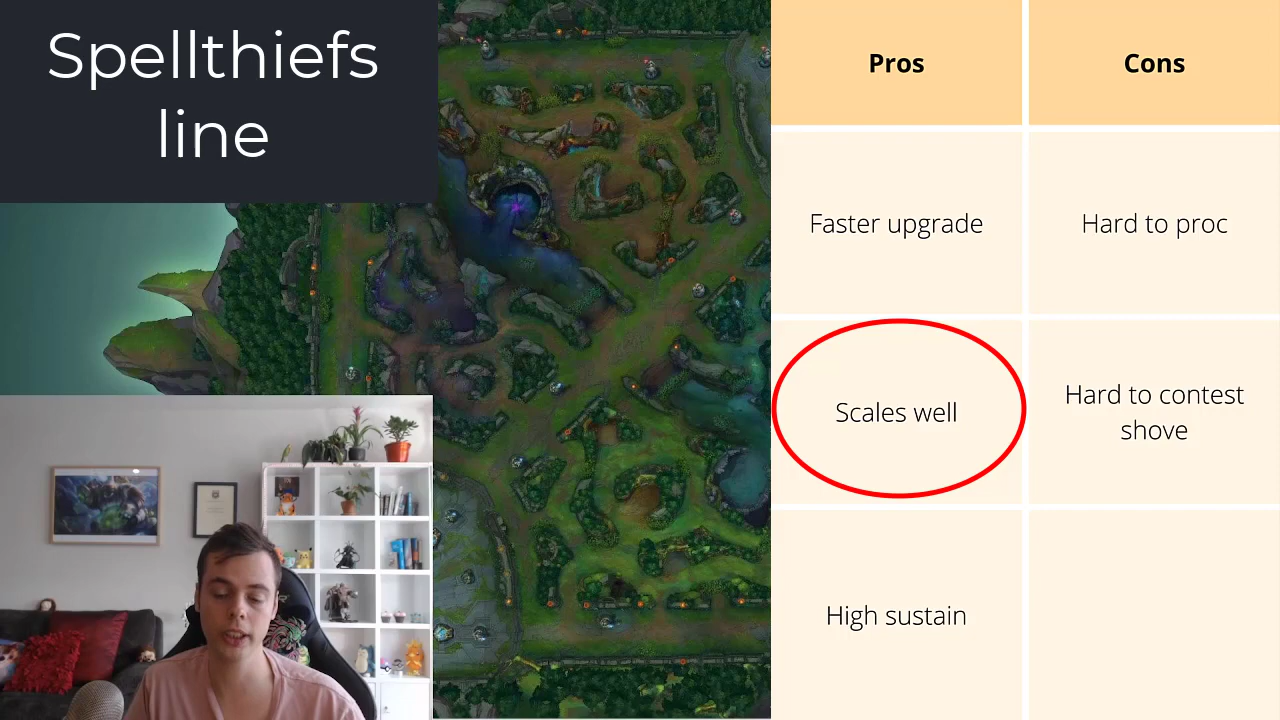 Spellthiefs
line
Pros
Cons
Faster upgrade
Hard to proc
Scales well
Hard to contest
shove
High sustain